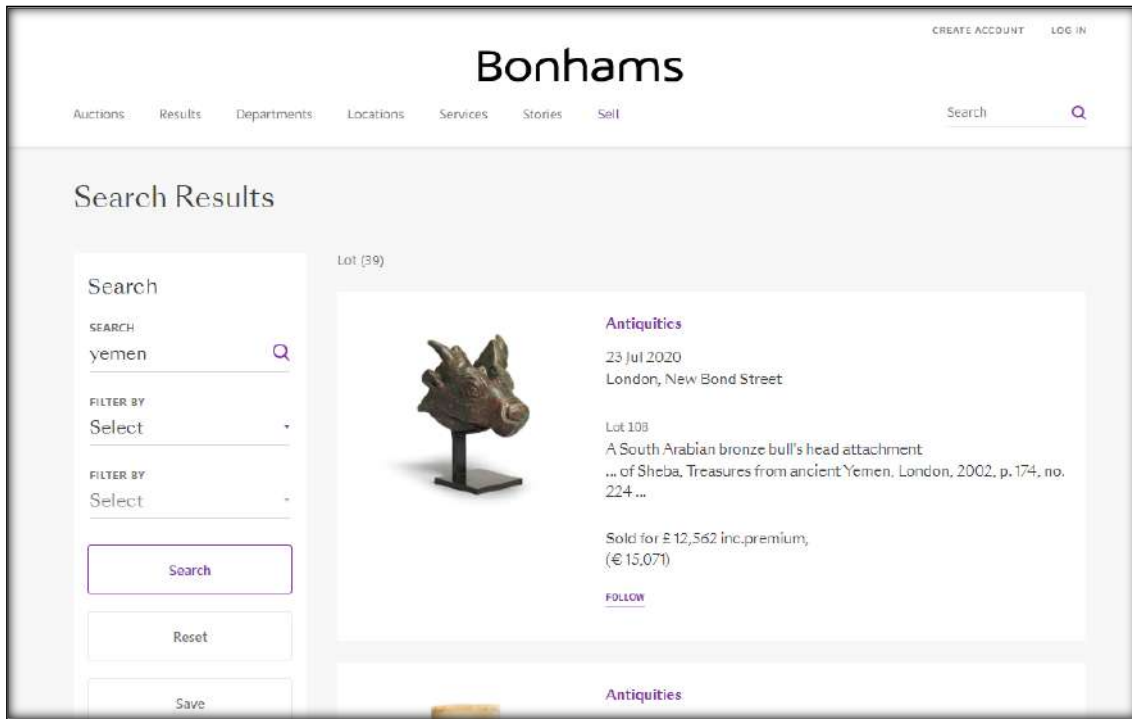 CREATE ACCOUNT LOG IN
Bonhams
Auctions Results Departments Locations Services Stories Sell Search
Search Results
Search
SEARCH
yemen
FILTER BY
Select
FILTER BY
Select
Search
Reset
Save
Lot (39)
Antiquities
23 Jul 2020
London, New Bond Street
Lot 108
A South Arabian bronze bull's head attachment
... of Sheba, Treasures from ancient Yemen, London, 2002, p. 174, no.
224 ...
Sold for £ 12,562 inc.premium,
(€ 15,071)
FOLLOW
Antiquities